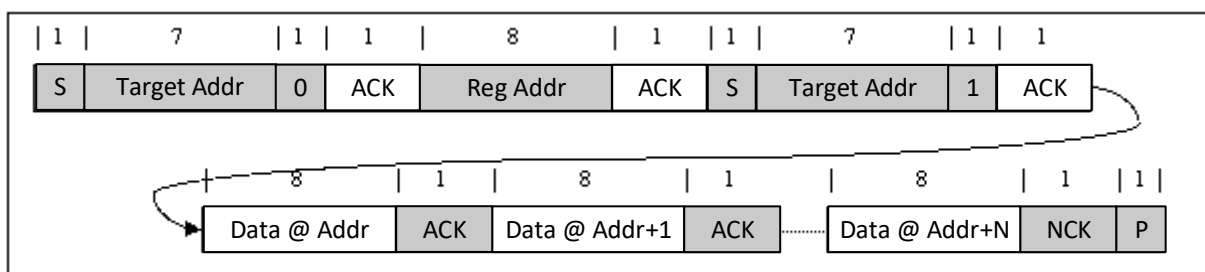 | 1 | 7 | 1 | 1 | 8 | 1 | 1 | 7 | 1 | 1
S Target Addr 0 ACK Reg Addr ACK S Target Addr 1 ACK
| 8 | 1 | 8 | 1 | 8 | 1 | 1 |
Data @ Addr ACK Data @ Addr+1 ACK Data @ Addr+N NCK P